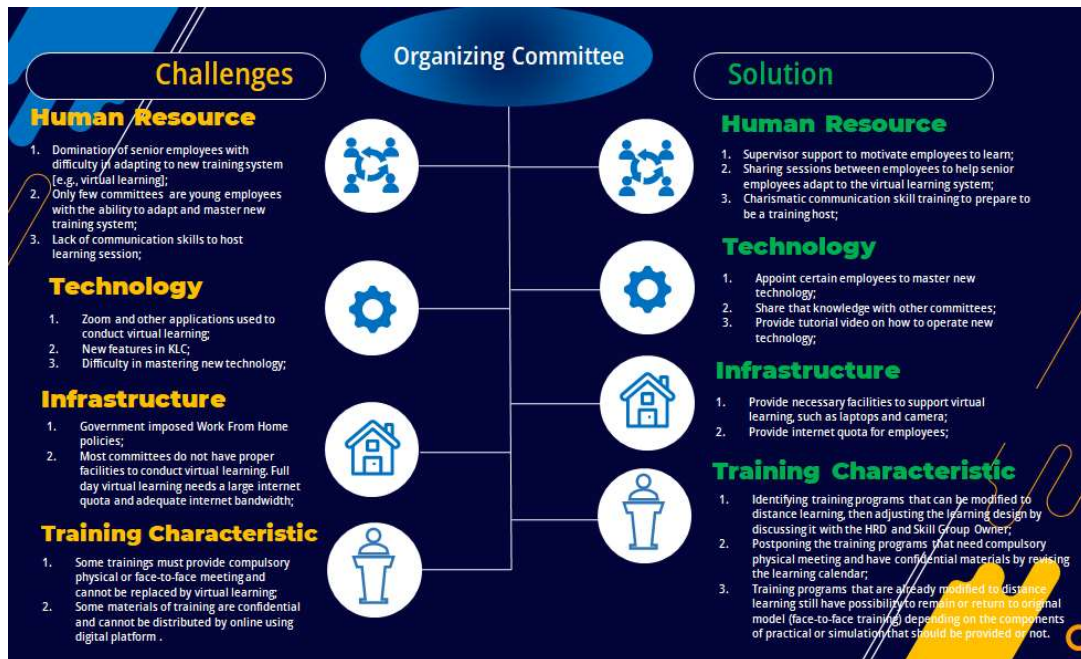 Organizing Committee
Challenges
Human Resource
1. Domination of senior employees with
difficulty in adapting to new training system
[e.g., virtual learning];
2. Only few committees are young employees
with the ability to adapt and master new
training system;
3. Lack of communication skills to host
learning session;
Technology
1. Zoom and other applications used to
conduct virtual learning;
2. New features in KLC;
3. Difficulty in mastering new technology;
Infrastructure
1. Government imposed Work From Home
policies;
2. Most committees do not have proper
facilities to conduct virtual learning. Full
day virtual learning needs a large internet
quota and adequate internet bandwidth;
Training Characteristic
1. Some trainings must provide compulsory
physical or face-to-face meeting and
cannot be replaced by virtual learning;
2. Some materials of training are confidential
and cannot be distributed by online using
digital platform .
Solution
Human Resource
1. Supervisor support to motivate employees to learn;
2. Sharing sessions between employees to help senior
employees adapt to the virtual learning system;
3. Charismatic communication skill training to prepare to
be a training host;
Technology
1. Appoint certain employees to master new
technology;
2. Share that knowledge with other committees;
3. Provide tutorial video on how to operate new
technology;
Infrastructure
1. Provide necessary facilities to support virtual
learning, such as laptops and camera;
2. Provide internet quota for employees;
Training Characteristic
1. Identifying training programs that can be modified to
distance learning, then adjusting the learning design by
discussing it with the HRD and Skill Group Owner;
2. Postponing the training programs that need compulsory
physical meeting and have confidential materials by revising
the learning calendar;
3. Training programs that are already modified to distance
learning still have possibility to remain or return to original
model (face-to-face training) depending on the components
of practical or simulation that should be provided or not.